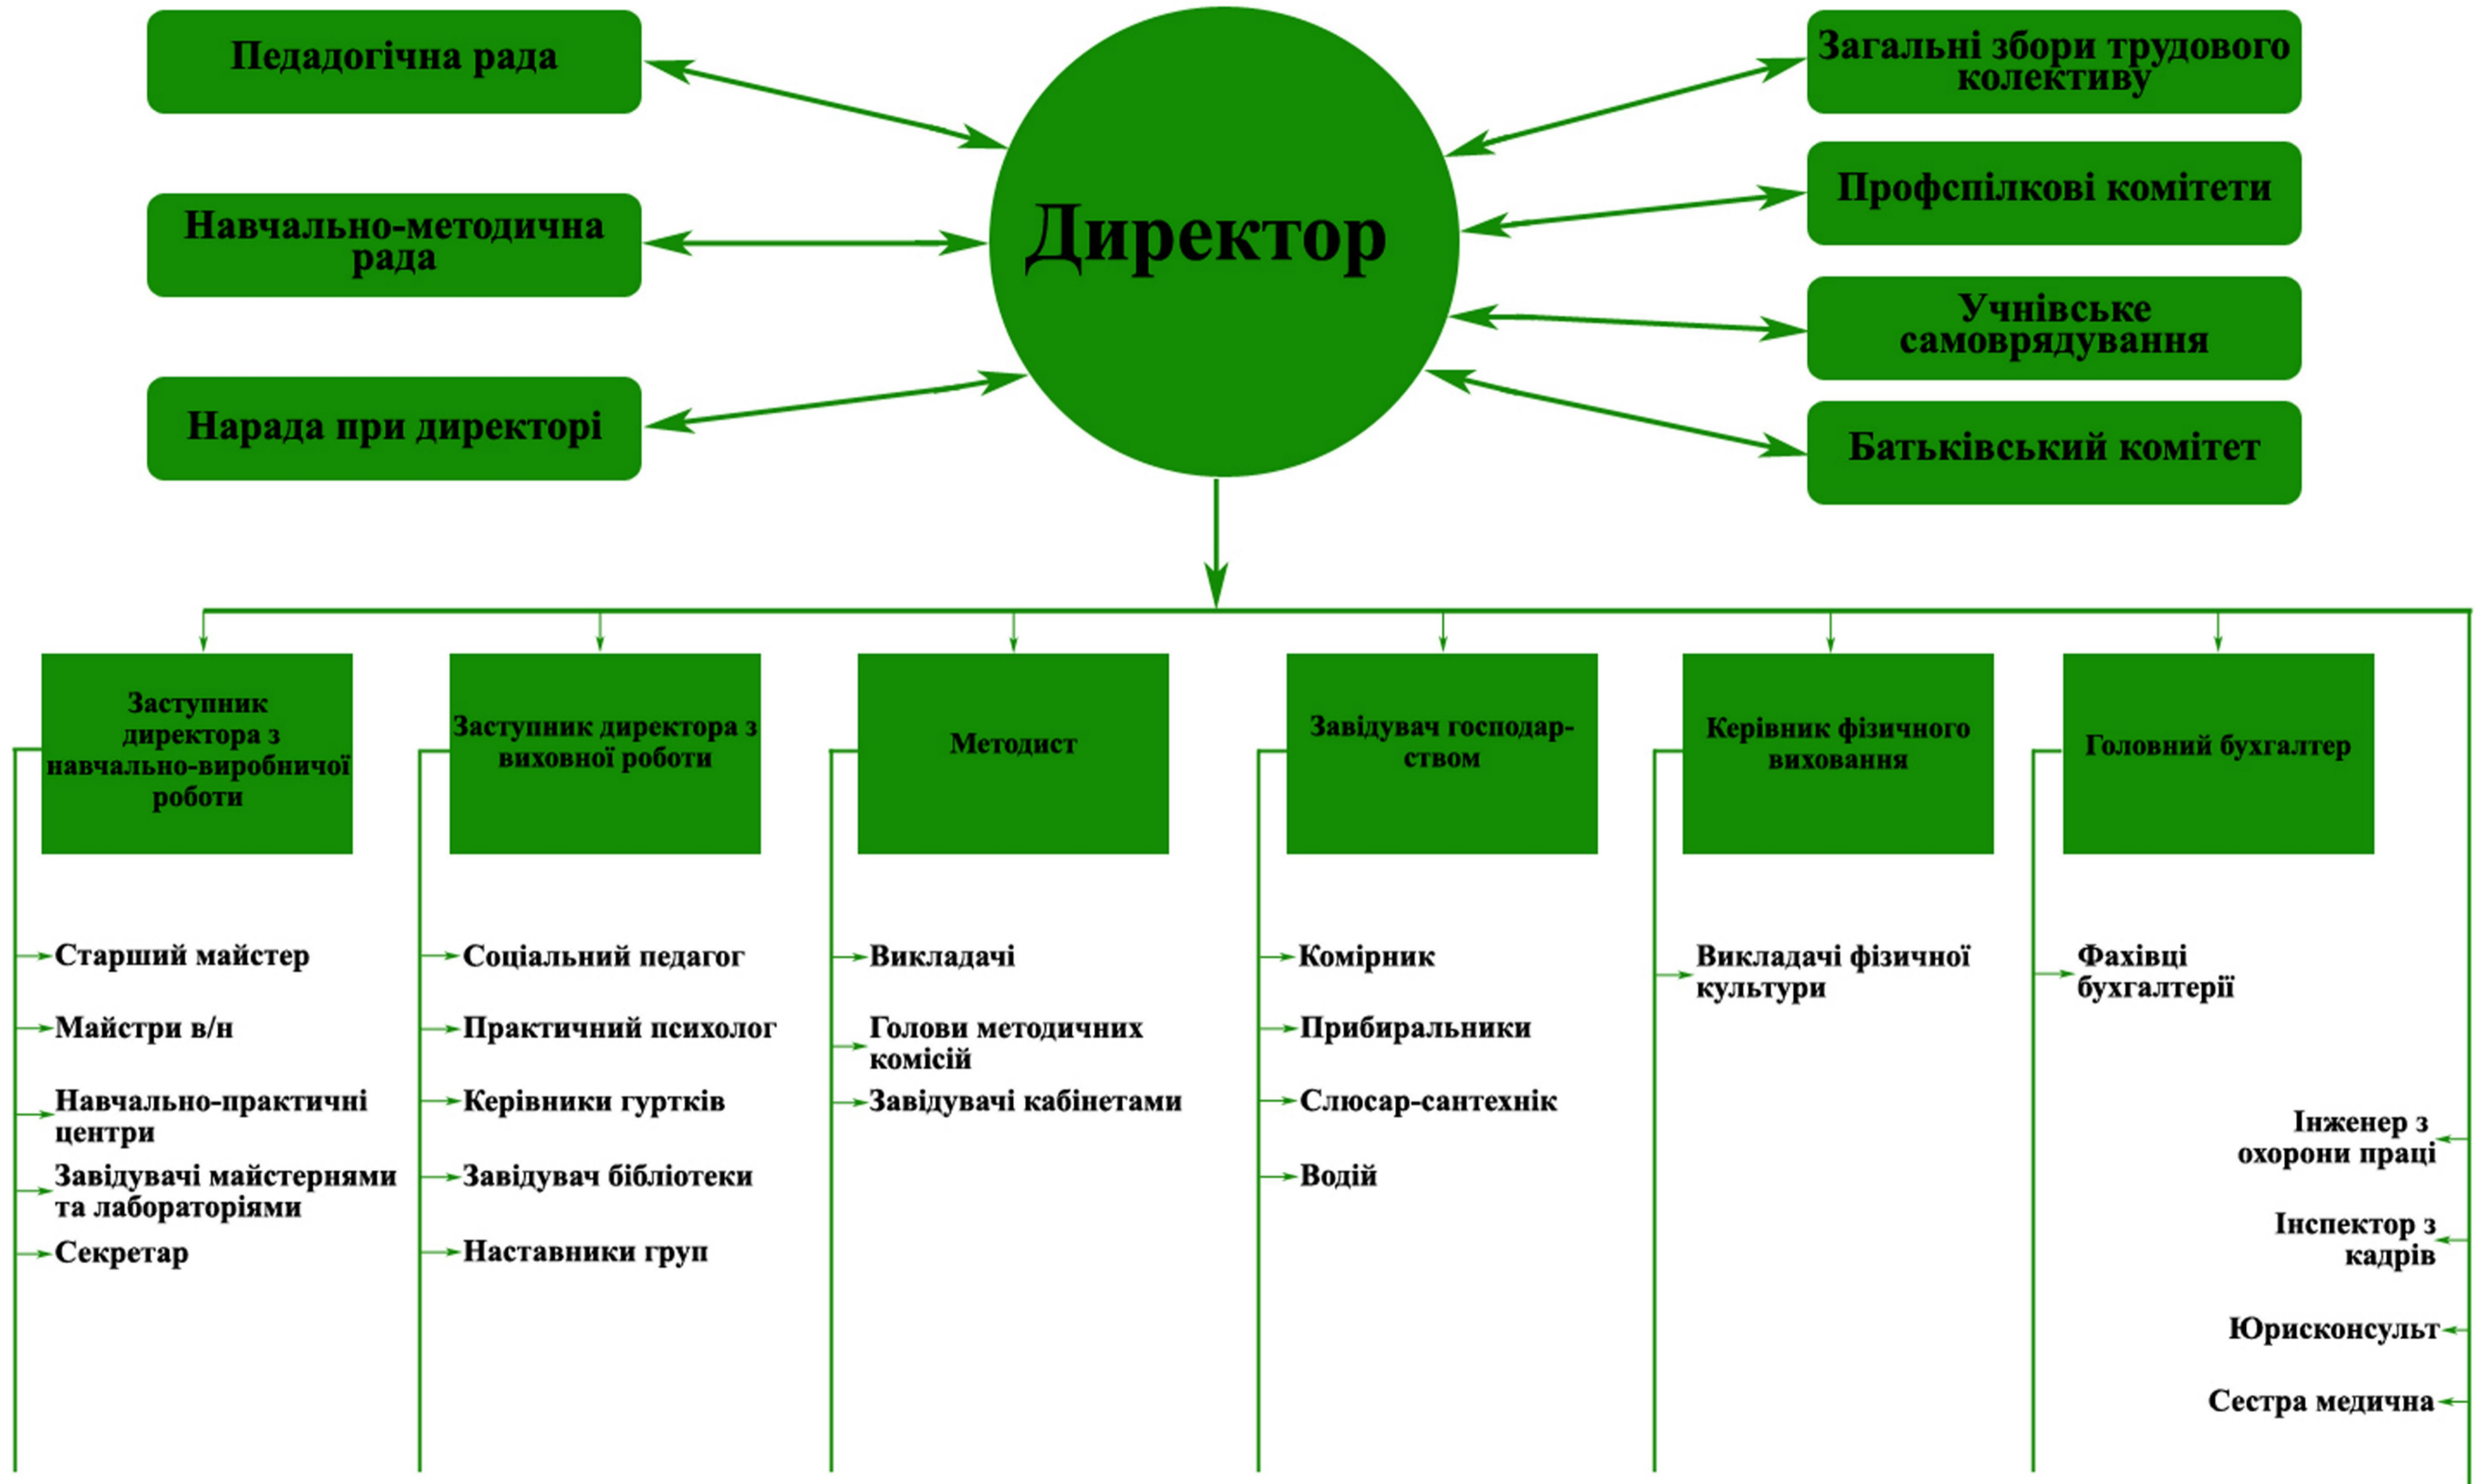 Педадогічна рада
Навчально-методична
рада
Нарада при директорі
Директор
Загальні збори трудового
колективу
Профспілкові комітети
Учнівське
самоврядування
Батьківський комітет
Заступник
директора з
навчально-виробничої
роботи
Старший майстер
Майстри в/н
Навчально-практичні
центри
Завідувачі майстернями
та лабораторіями
Секретар
Заступник директора з
виховної роботи
Соціальний педагог
Практичний психолог
Керівники гуртків
Завідувач бібліотеки
Наставники груп
Методист
Викладачі
Голови методичних
комісій
Завідувачі кабінетами
Завідувач господар-
ством
Комірник
Прибиральники
Слюсар-сантехнік
Водій
Керівник фізичного
виховання
Викладачі фізичної
культури
Головний бухгалтер
Фахівці
бухгалтерії
Інженер з
охорони праці
Інспектор з
кадрів
Юрисконсульт
Сестра медична